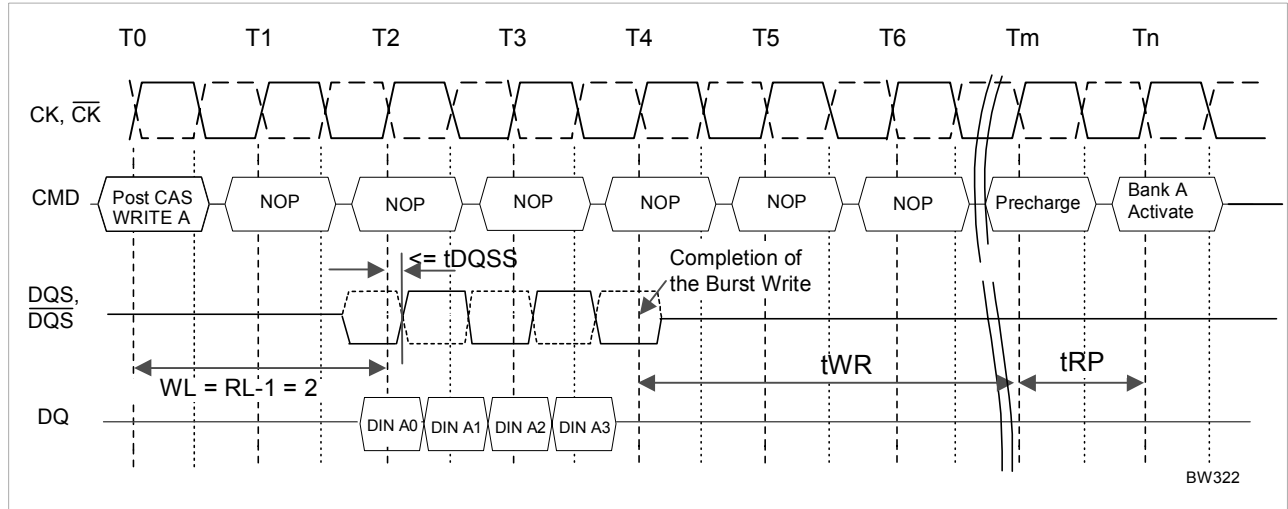 T0 T1 T2 T3 T4 T5 T6 Tm Tn
CK, CK
CMD
Post CAS
WRITE A
NOP
NOP
NOP
NOP
NOP
NOP
Precharge
Bank A
Activate
<= tDQSS
Completion of
the Burst Write
DQS,
DQS
WL = RL-1 = 2
tWR
tRP
DQ
DIN A0
DIN A1
DIN A2
DIN A3
BW322